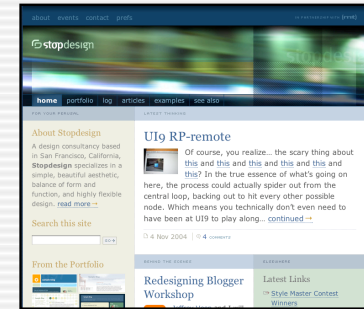 about events contact prefs
stopdesign
home | portfolio | log | articles | examples | see also
FOR YOUR PERUSAL
LATEST THINKING
About Stopdesign
A design consultancy based
in San Francisco, California,
Stopdesign specializes in a
simple, beautiful aesthetic,
balance of form and
function, and highly flexible
design. read more →
Search this site
From the Portfolio
UI9 RP-remote
Of course, you realize... the scary thing about
this and this and this and this and this and
this? In the true essence of what's going on
here, the process could actually spider out from the
central loop, backing out to hit every other possible
node. Which means you technically don't even need to
have been at UI9 to play along... continued →
4 Nov 2004 | 4 COMMENTS
BEHIND THE SCENES
ELSEWHERE
Redesigning Blogger
Workshop
Latest Links
Style Master Contest
Winners